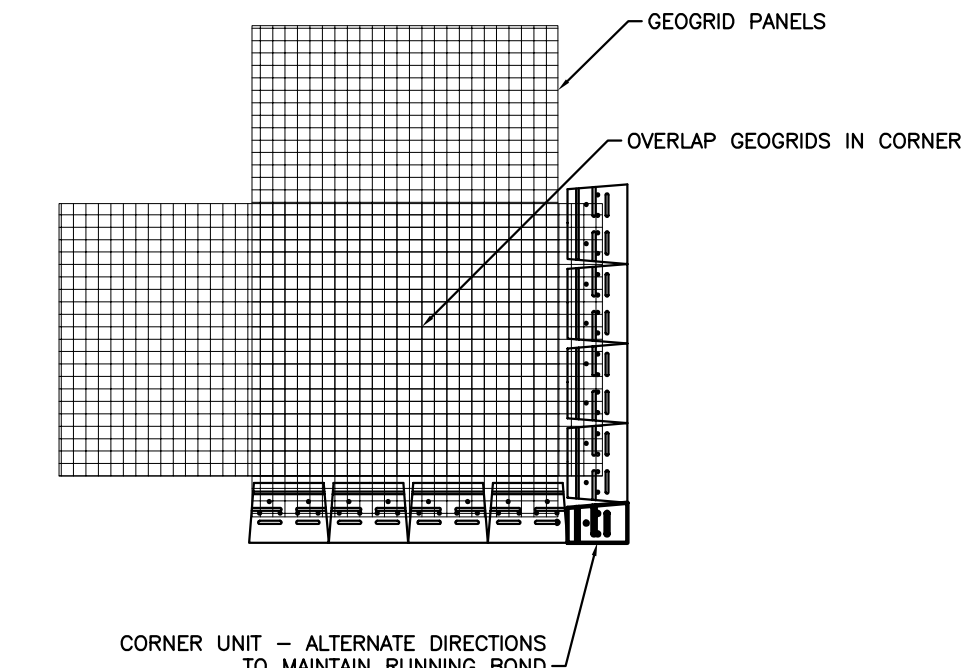 GEOGRID PANELS
OVERLAP GEOGRIDS IN CORNER
CORNER UNIT – ALTERNATE DIRECTIONS
TO MAINTAIN RUNNING BOND